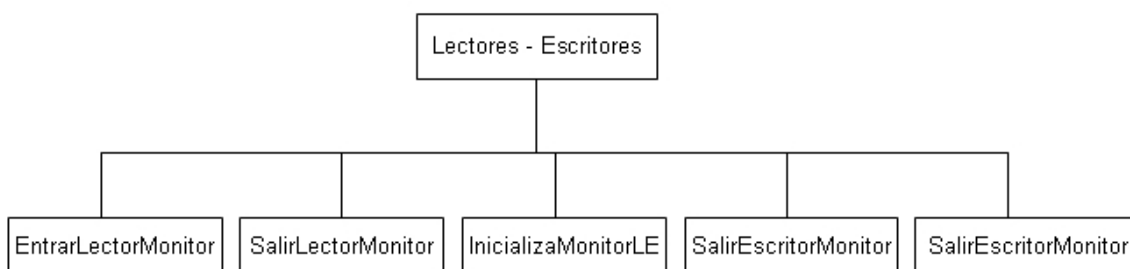 Lectores - Escritores
EntrarLectorMonitor
SalirLectorMonitor
InicializaMonitorLE
SalirEscritorMonitor
SalirEscritorMonitor